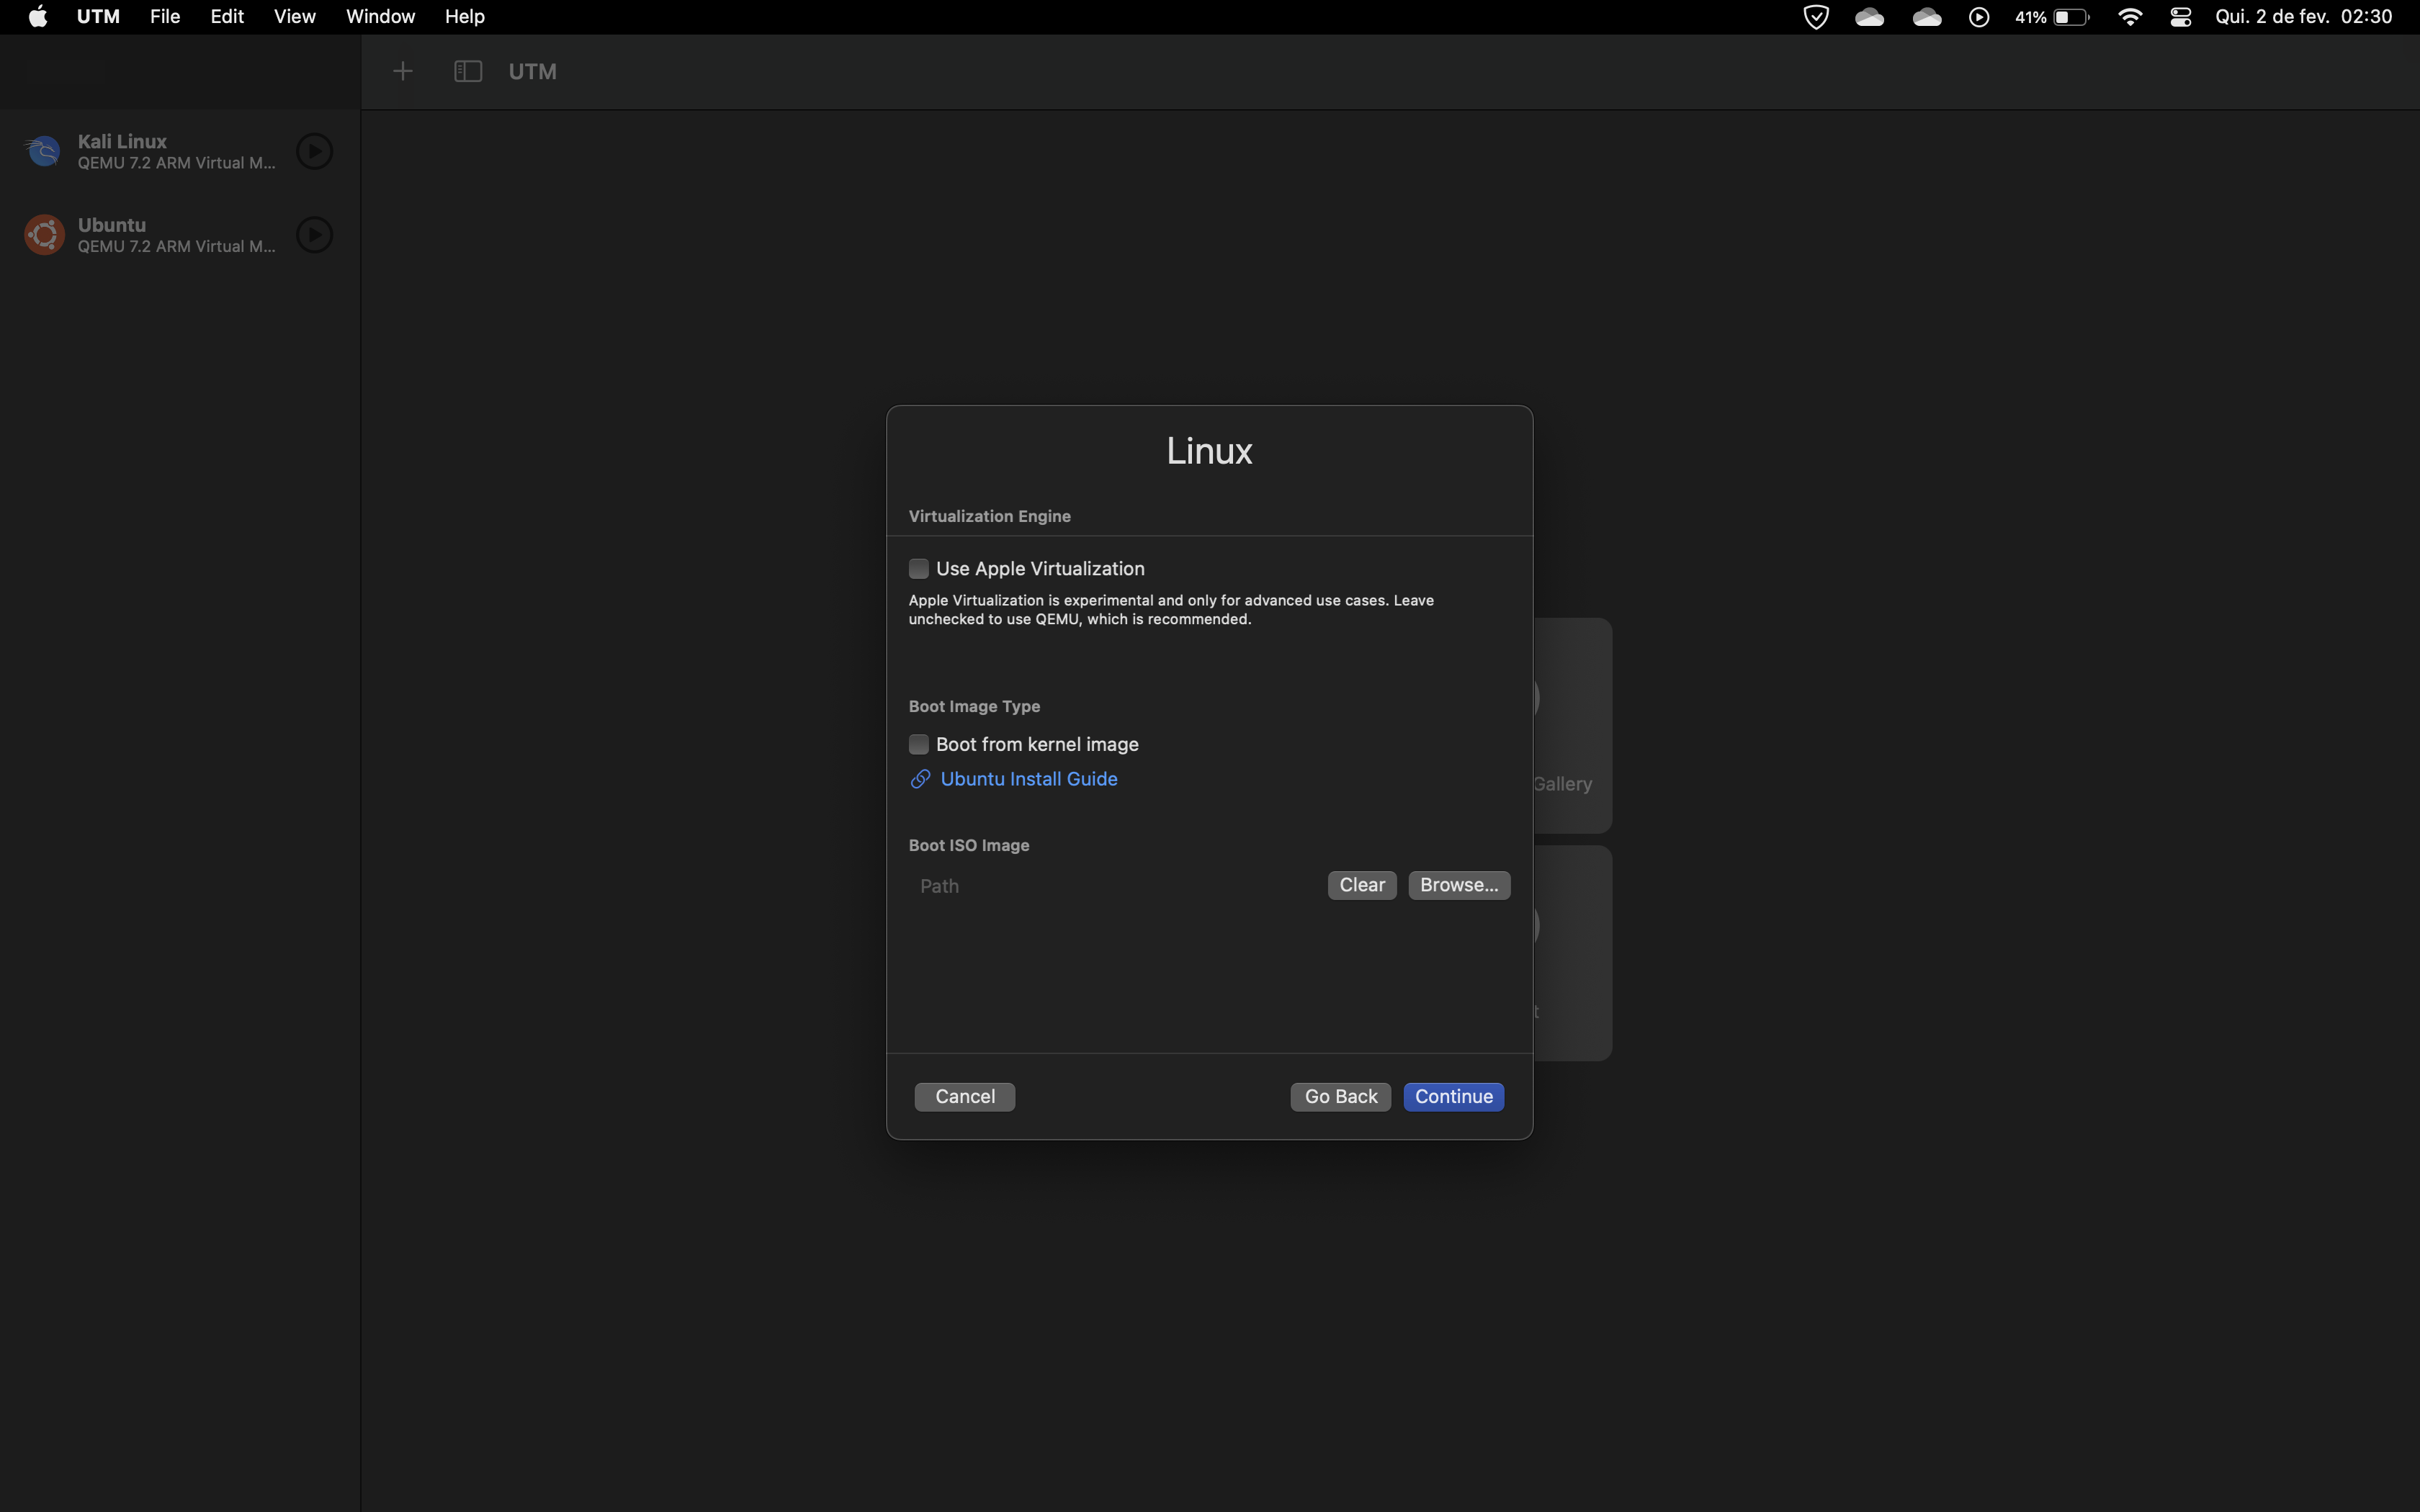 UTM File Edit View Window Help 41% Qui. 2 de fev. 02:30
UTM
Kali Linux
QEMU 7.2 ARM Virtual M...
Ubuntu
QEMU 7.2 ARM Virtual M...
Linux
Virtualization Engine
Use Apple Virtualization
Apple Virtualization is experimental and only for advanced use cases. Leave
unchecked to use QEMU, which is recommended.
Boot Image Type
Boot from kernel image
Ubuntu Install Guide
Gallery
Boot ISO Image
Path Clear Browse...
t
Cancel Go Back Continue